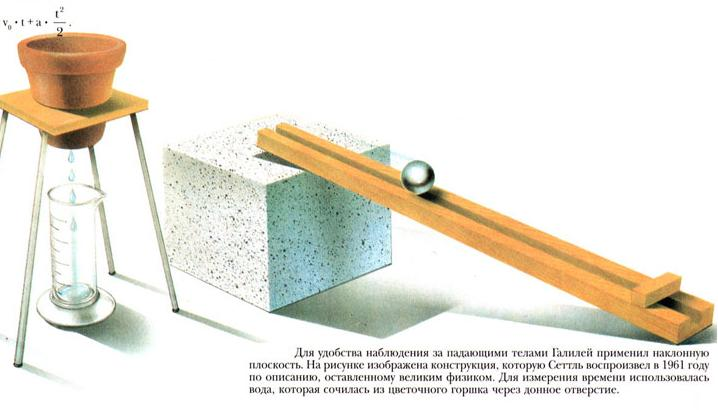 v₀ • t + a • t²/2 .
Для удобства наблюдения за падающими телами Галилей применил наклонную
плоскость. На рисунке изображена конструкция, которую Сеттль воспроизвел в 1961 году
по описанию, оставленному великим физиком. Для измерения времени использовалась
вода, которая сочилась из цветочного горшка через донное отверстие.